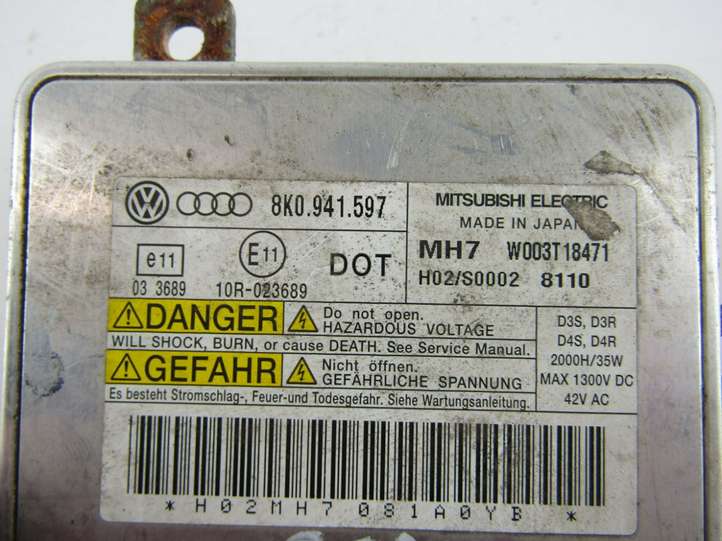 8K0.941.597
MITSUBISHI ELECTRIC
MADE IN JAPAN
e11
E11
DOT
MH7 W003T18471
03 3689
10R-023689
H02/S0002 8110
DANGER
Do not open.
HAZARDOUS VOLTAGE
WILL SHOCK, BURN, or cause DEATH. See Service Manual.
GEFAHR
Nicht öffnen.
GEFÄHRLICHE SPANNUNG
Es besteht Stromschlag-, Feuer-und Todesgefahr. Siehe Wartungsanleitung.
D3S, D3R
D4S, D4R
2000H/35W
MAX 1300V DC
42V AC
*H02MH7081A0YB*